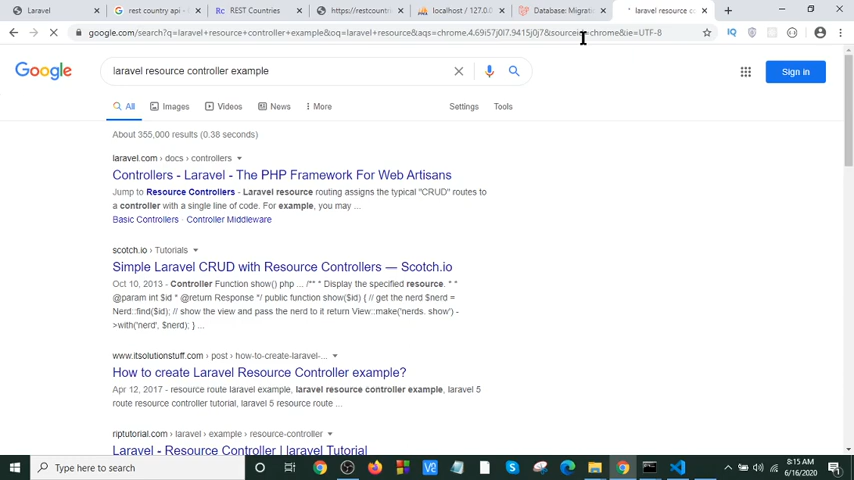 Laravel
rest country api -
REST Countries
https://restcountr
localhost / 127.0.0
Database: Migrat
laravel resource co
google.com/search?q=laravel+resource+controller+example&oq=laravel+resource&aqs=chrome.4.69i57j0l7.9415j0j7&sourceid=chrome&ie=UTF-8
Google
laravel resource controller example
Sign in
All
Images
Videos
News
More
Settings
Tools
About 355,000 results (0.38 seconds)
laravel.com › docs › controllers
Controllers - Laravel - The PHP Framework For Web Artisans
Jump to Resource Controllers - Laravel resource routing assigns the typical "CRUD" routes to
a controller with a single line of code. For example, you may ...
Basic Controllers · Controller Middleware
scotch.io › Tutorials
Simple Laravel CRUD with Resource Controllers — Scotch.io
Oct 10, 2013 - Controller Function show() php ... /** * Display the specified resource. * *
@param int $id * @return Response */ public function show($id) { // get the nerd $nerd =
Nerd::find($id); // show the view and pass the nerd to it return View::make('nerds. show') -
>with('nerd', $nerd); } ...
www.itsolutionstuff.com › post › how-to-create-laravel-...
How to create Laravel Resource Controller example?
Apr 12, 2017 - resource route laravel example, laravel resource controller example, laravel 5
route resource controller tutorial, laravel 5 resource route ...
riptutorial.com › laravel › example › resource-controller
Laravel - Resource Controller | laravel Tutorial
Type here to search
8:15 AM
6/16/2020